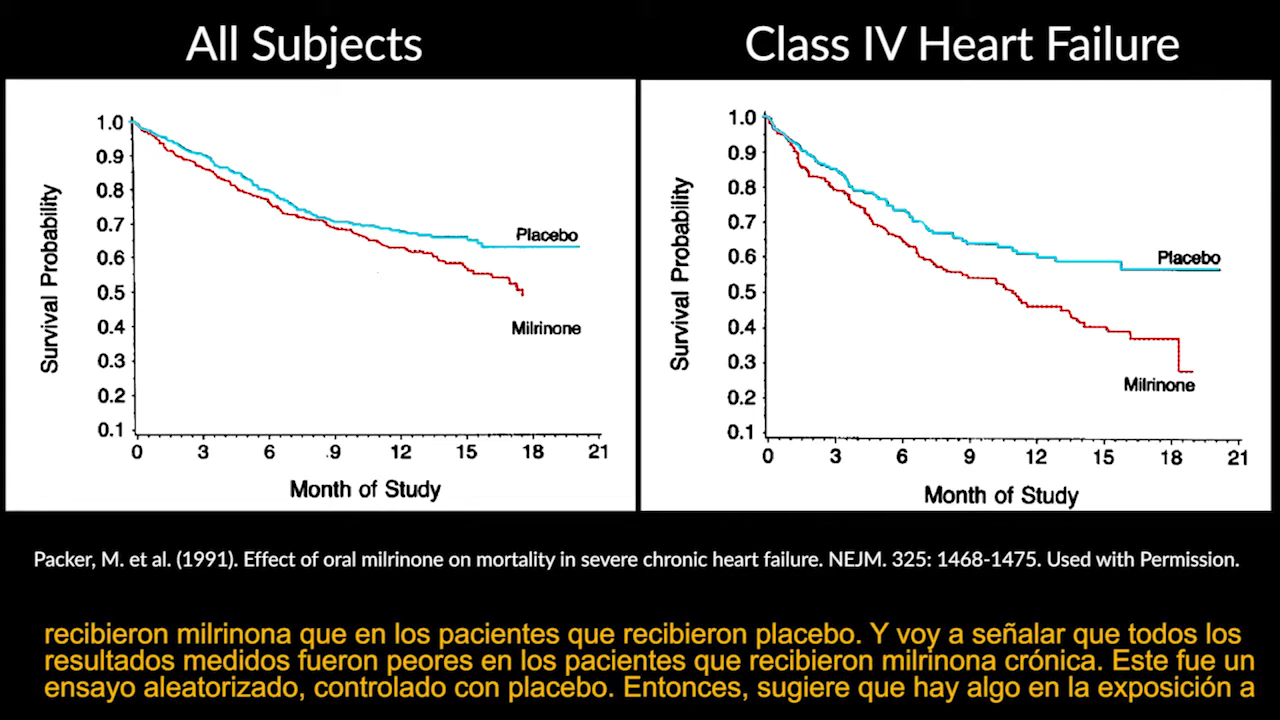 All Subjects
Class IV Heart Failure
Survival Probability
1.0
0.9
0.8
0.7
0.6
0.5
0.4
0.3
0.2
0.1
Placebo
Milrinone
0 3 6 .9 12 15 18 21
Month of Study
Survival Probability
1.0
0.9
0.8
0.7
0.6
0.5
0.4
0.3
0.2
0.1
Placebo
Milrinone
0 3 6 9 12 15 18 21
Month of Study
Packer, M. et al. (1991). Effect of oral milrinone on mortality in severe chronic heart failure. NEJM. 325: 1468-1475. Used with Permission.
recibieron milrinona que en los pacientes que recibieron placebo. Y voy a señalar que todos los
resultados medidos fueron peores en los pacientes que recibieron milrinona crónica. Este fue un
ensayo aleatorizado, controlado con placebo. Entonces, sugiere que hay algo en la exposición a